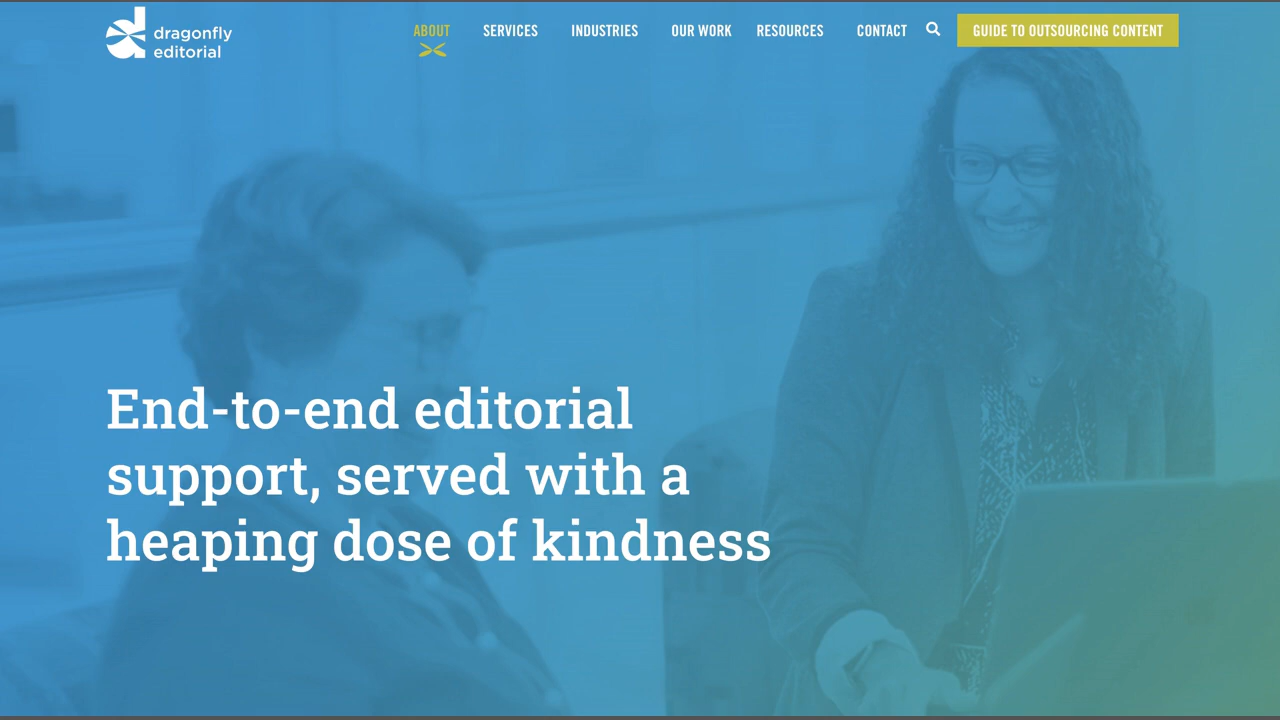 dragonfly
editorial
ABOUT
SERVICES
INDUSTRIES
OUR WORK
RESOURCES
CONTACT
GUIDE TO OUTSOURCING CONTENT
End-to-end editorial
support, served with a
heaping dose of kindness